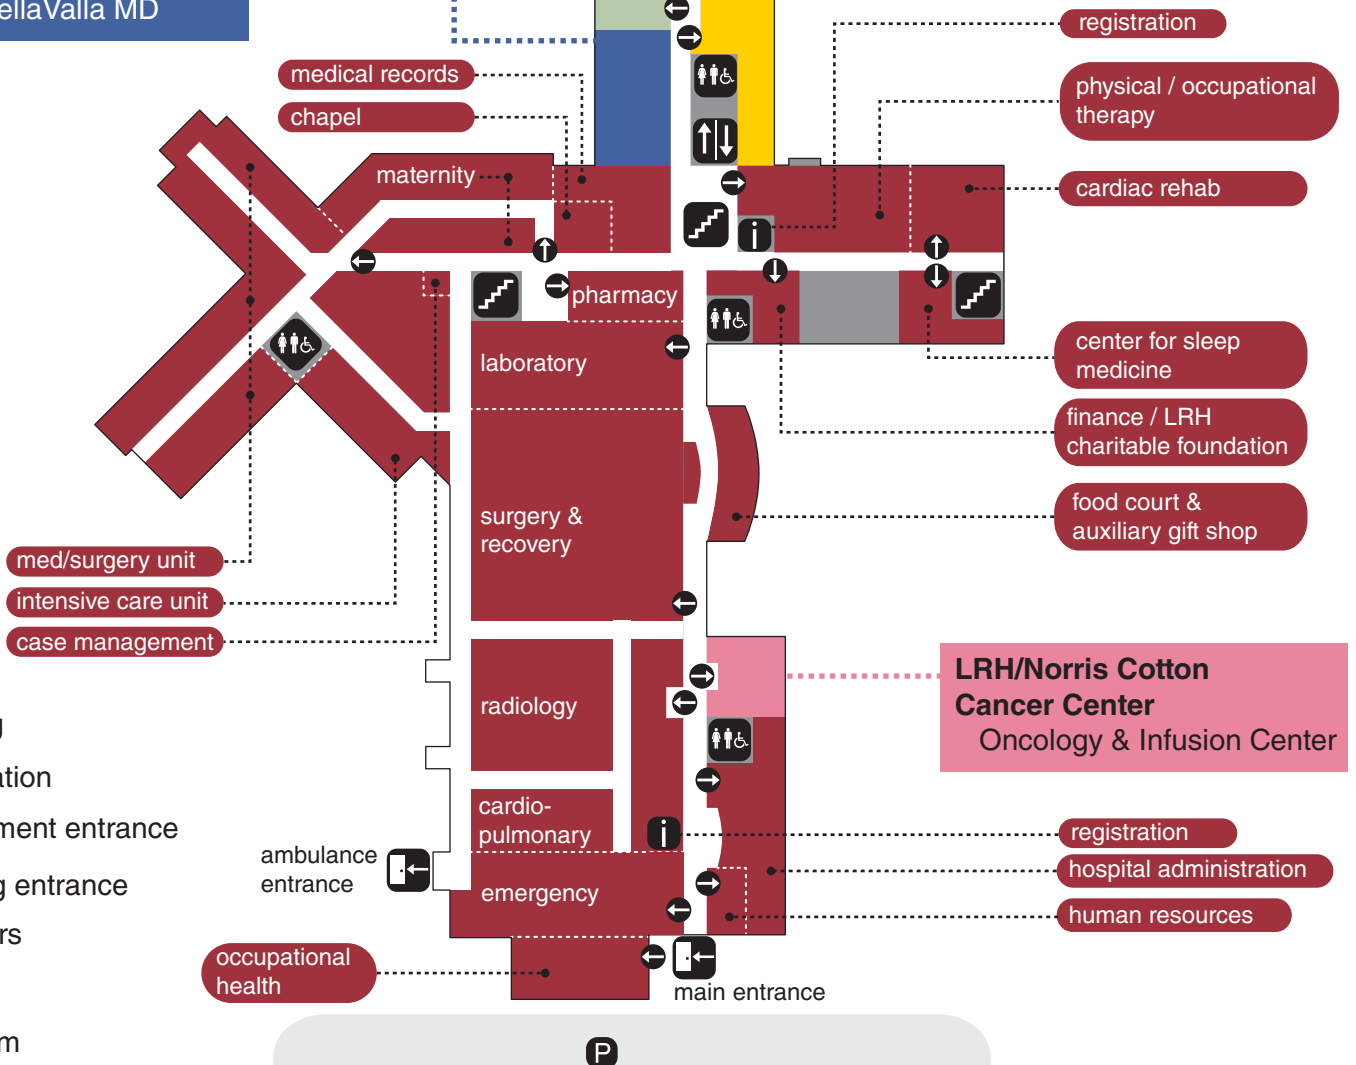 ellaValla MD
registration
medical records
physical / occupational
therapy
chapel
maternity
cardiac rehab
i
pharmacy
laboratory
center for sleep
medicine
finance / LRH
charitable foundation
surgery &
recovery
food court &
auxiliary gift shop
med/surgery unit
intensive care unit
case management
LRH/Norris Cotton
Cancer Center
Oncology & Infusion Center
radiology
g
ation
ment entrance
g entrance
rs
m
cardio-
pulmonary
i
registration
ambulance
entrance
emergency
hospital administration
human resources
occupational
health
main entrance
P